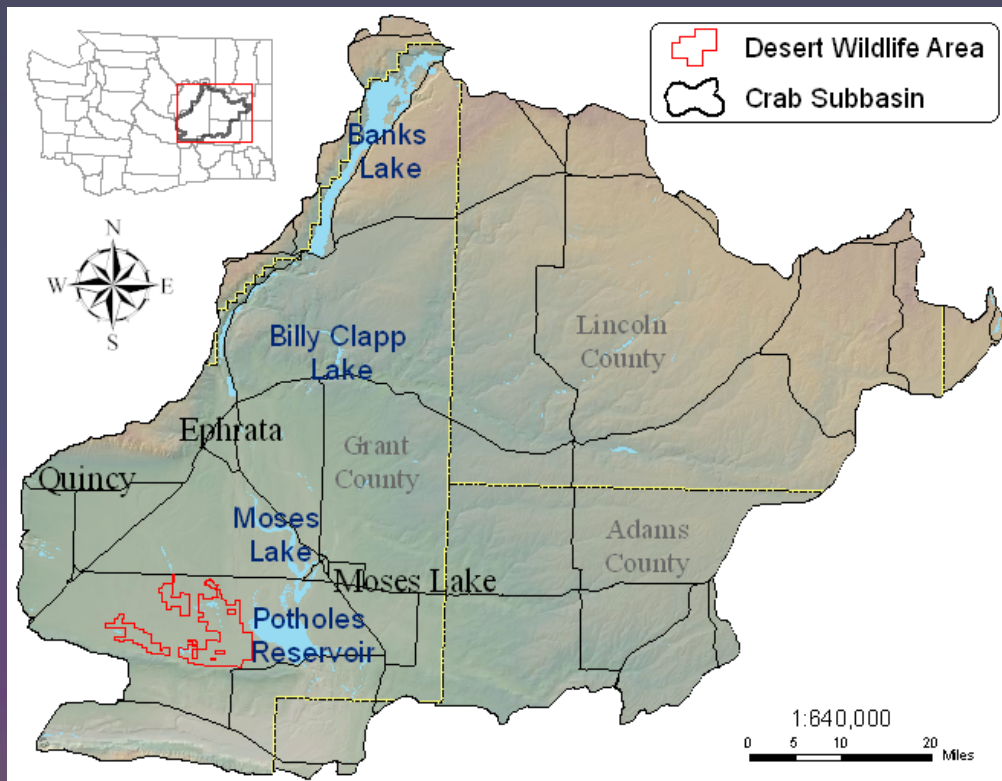 Desert Wildlife Area
Crab Subbasin
Banks
Lake
N
W
E
S
Billy Clapp
Lake
Lincoln
County
Ephrata
Grant
County
Quincy
Moses
Lake
Adams
County
Moses Lake
Potholes
Reservoir
1:640,000
0 5 10 20 Miles